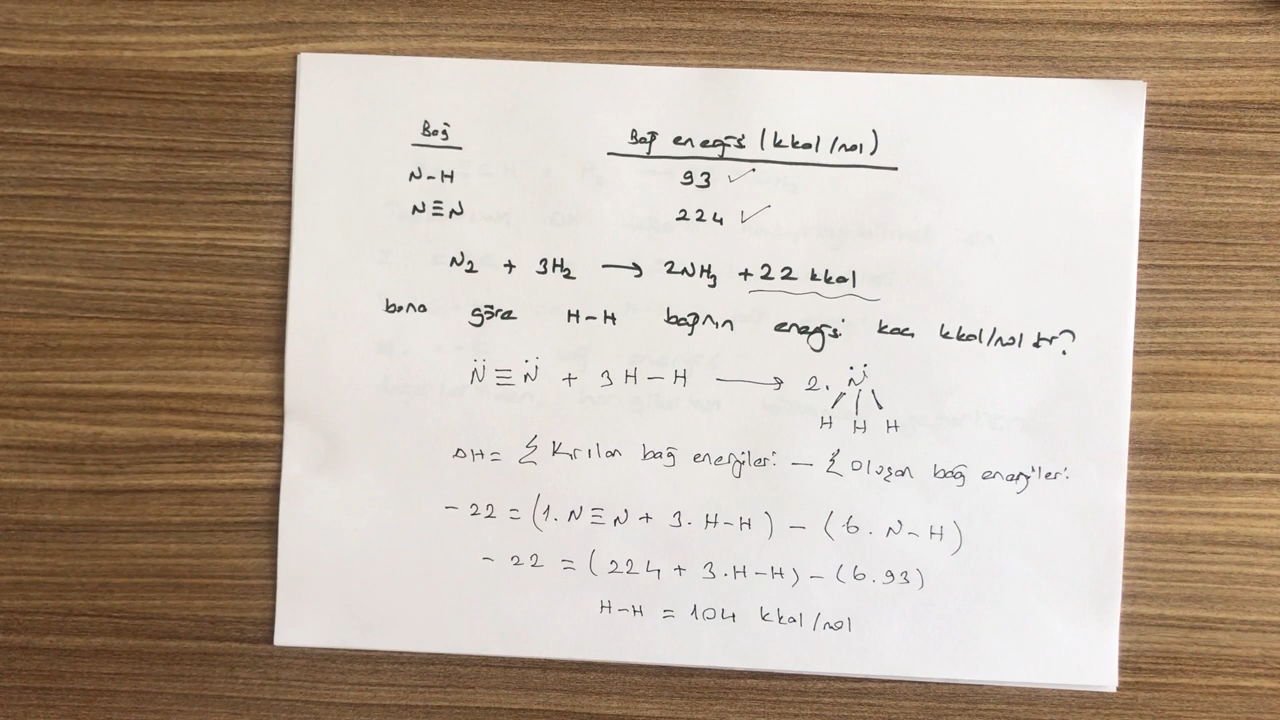 Bağ Bağ enerjisi (kkal/mol)
N-H 93 ✓
N≡N 224 ✓
N2 + 3H2 → 2NH3 + 22 kkal
buna göre H-H bağının enerjisi kaç kkal/mol dır?
N̈≡N̈ + 3 H-H → 2. N̈
H H H
ΔH= Σ Kırılan bağ enerjileri - Σ Oluşan bağ enerjileri
- 22 = (1. N≡N + 3. H-H) - (6. N-H)
- 22 = (224 + 3.H-H) - (6.93)
H-H = 104 kkal/mol